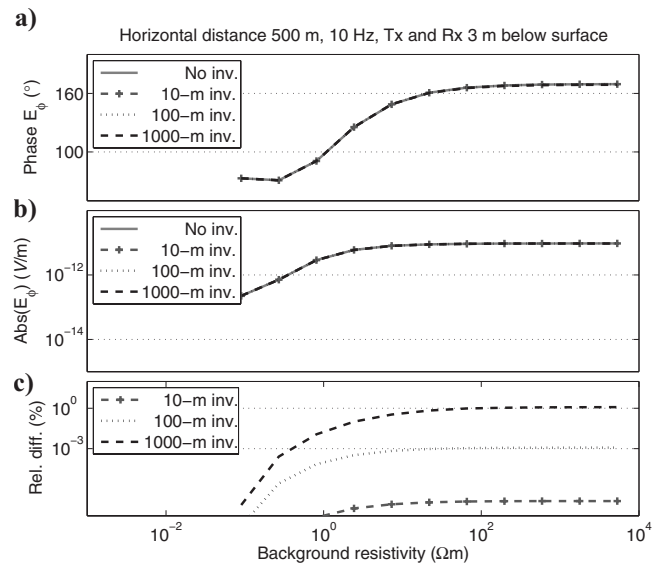 a)
Horizontal distance 500 m, 10 Hz, Tx and Rx 3 m below surface
Phase E_ϕ (°)
160
100
No inv.
10−m inv.
100−m inv.
1000−m inv.
b)
Abs(E_ϕ) (V/m)
10^−12
10^−14
No inv.
10−m inv.
100−m inv.
1000−m inv.
c)
Rel. diff. (%)
10^0
10^−3
10−m inv.
100−m inv.
1000−m inv.
10^−2 10^0 10^2 10^4
Background resistivity (Ωm)